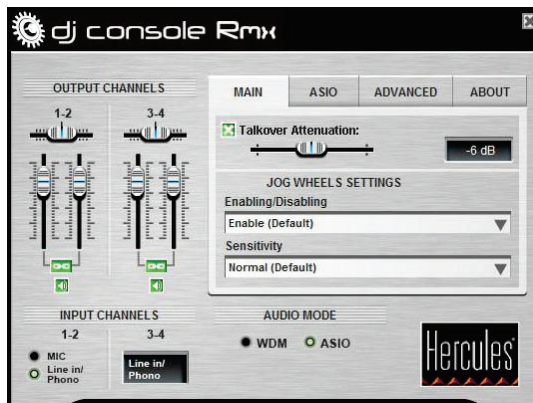 dj console Rmx
OUTPUT CHANNELS
1-2 3-4
MAIN ASIO ADVANCED ABOUT
Talkover Attenuation:
-6 dB
JOG WHEELS SETTINGS
Enabling/Disabling
Enable (Default)
Sensitivity
Normal (Default)
INPUT CHANNELS
1-2 3-4
MIC
Line in/
Phono
Line in/
Phono
AUDIO MODE
WDM ASIO
Hercules